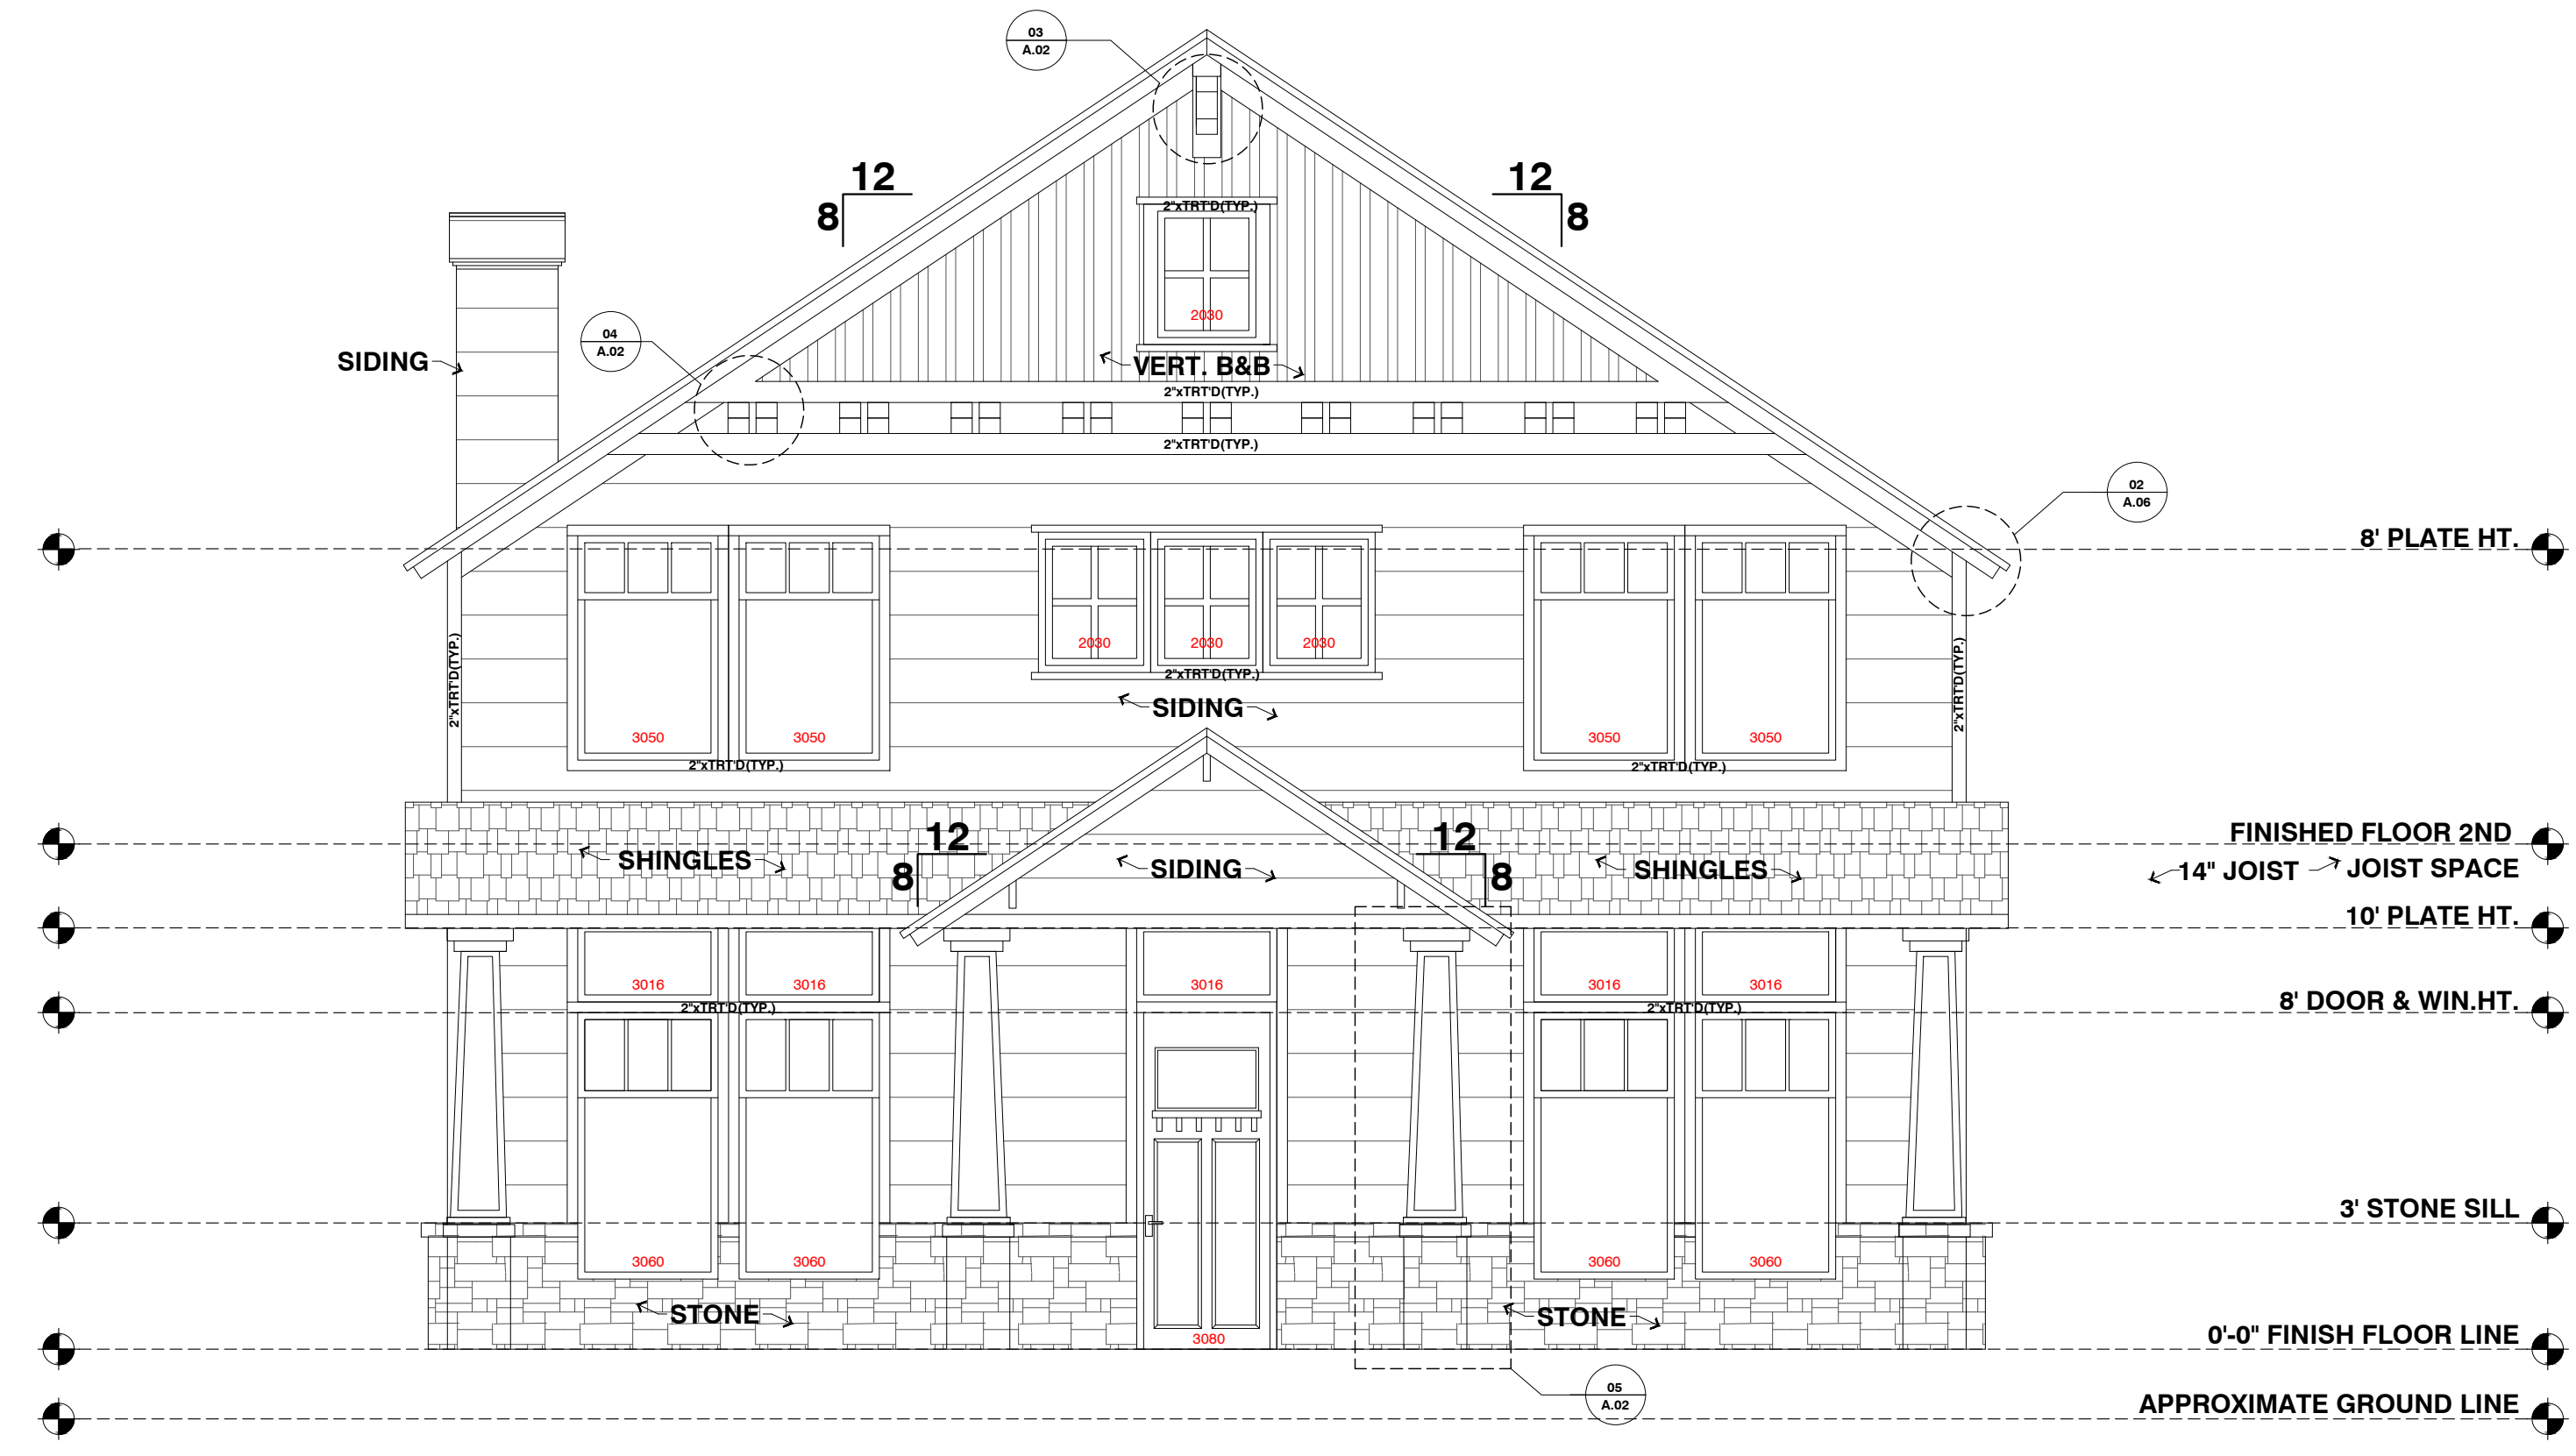 03
A.02
12
8
12
8
2"xTRT'D(TYP.)
2030
04
A.02
SIDING
VERT. B&B
2"xTRT'D(TYP.)
2"xTRT'D(TYP.)
02
A.06
8' PLATE HT.
2030
2030
2030
2"xTRT'D(TYP.)
2"xTRT'D(TYP.)
2"xTRT'D(TYP.)
SIDING
3050
3050
3050
3050
2"xTRT'D(TYP.)
2"xTRT'D(TYP.)
FINISHED FLOOR 2ND
12
8
12
8
SHINGLES
SIDING
SHINGLES
14" JOIST
JOIST SPACE
10' PLATE HT.
3016
3016
3016
3016
3016
8' DOOR & WIN.HT.
2"xTRT'D(TYP.)
2"xTRT'D(TYP.)
3' STONE SILL
3060
3060
3060
3060
STONE
STONE
3080
0'-0" FINISH FLOOR LINE
05
A.02
APPROXIMATE GROUND LINE